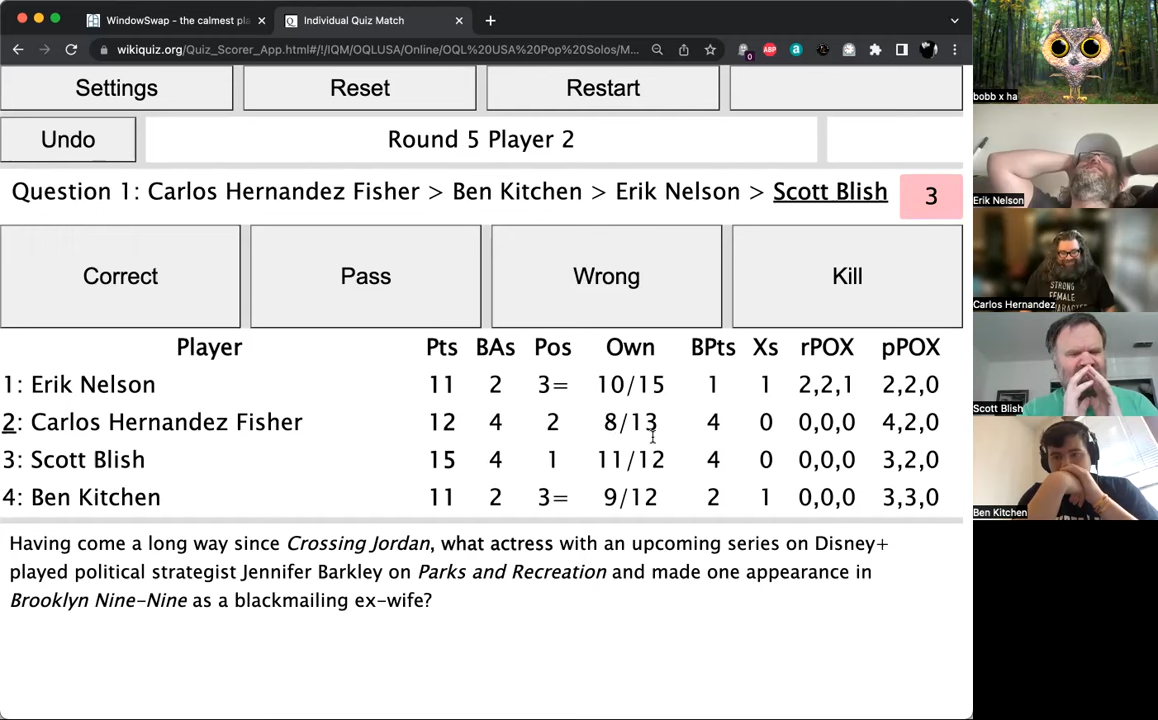 WindowSwap - the calmest pl
Individual Quiz Match
wikiquiz.org/Quiz_Scorer_App.html#/!/IQM/OQLUSA/Online/OQL%20USA%20Pop%20Solos/M...
0
ABP
a
Settings
Reset
Restart
Undo
Round 5 Player 2
Question 1: Carlos Hernandez Fisher > Ben Kitchen > Erik Nelson > Scott Blish
3
Correct
Pass
Wrong
Kill
Player Pts BAs Pos Own BPts Xs rPOX pPOX
1: Erik Nelson 11 2 3= 10/15 1 1 2,2,1 2,2,0
2: Carlos Hernandez Fisher 12 4 2 8/13 4 0 0,0,0 4,2,0
3: Scott Blish 15 4 1 11/12 4 0 0,0,0 3,2,0
4: Ben Kitchen 11 2 3= 9/12 2 1 0,0,0 3,3,0
Having come a long way since Crossing Jordan, what actress with an upcoming series on Disney+
played political strategist Jennifer Barkley on Parks and Recreation and made one appearance in
Brooklyn Nine-Nine as a blackmailing ex-wife?
bobb x ha
Erik Nelson
STRONG
FEMALE
CHARACTER
Carlos Hernandez
Scott Blish
Ben Kitchen